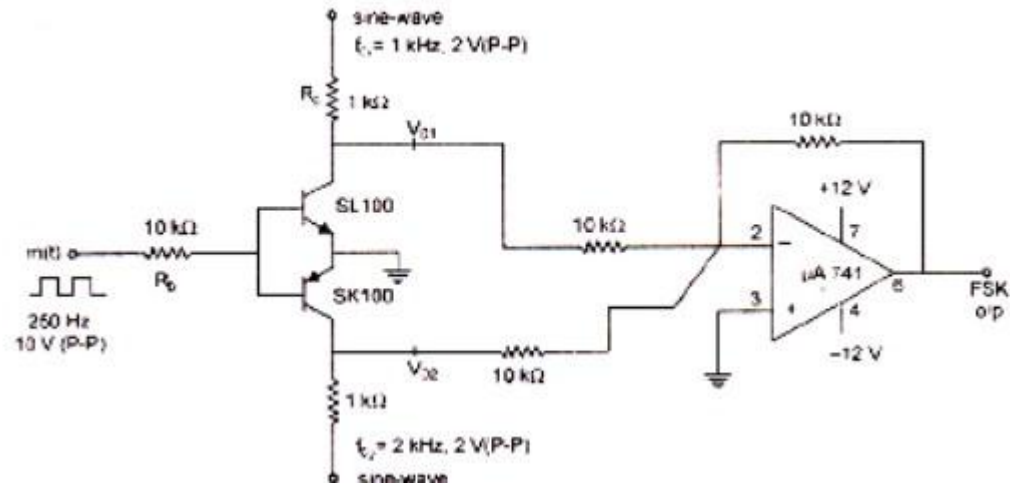 sine-wave
fc₁ = 1 kHz, 2 V(P-P)
Rc
1 kΩ
10 kΩ
V01
SL100
+12 V
10 kΩ
10 kΩ
2
7
m(t)
Rb
μA 741
6
FSK
o/p
SK100
3
4
250 Hz
10 V (P-P)
−12 V
V02
10 kΩ
1 kΩ
fc₂ = 2 kHz, 2 V(P-P)
sine-wave